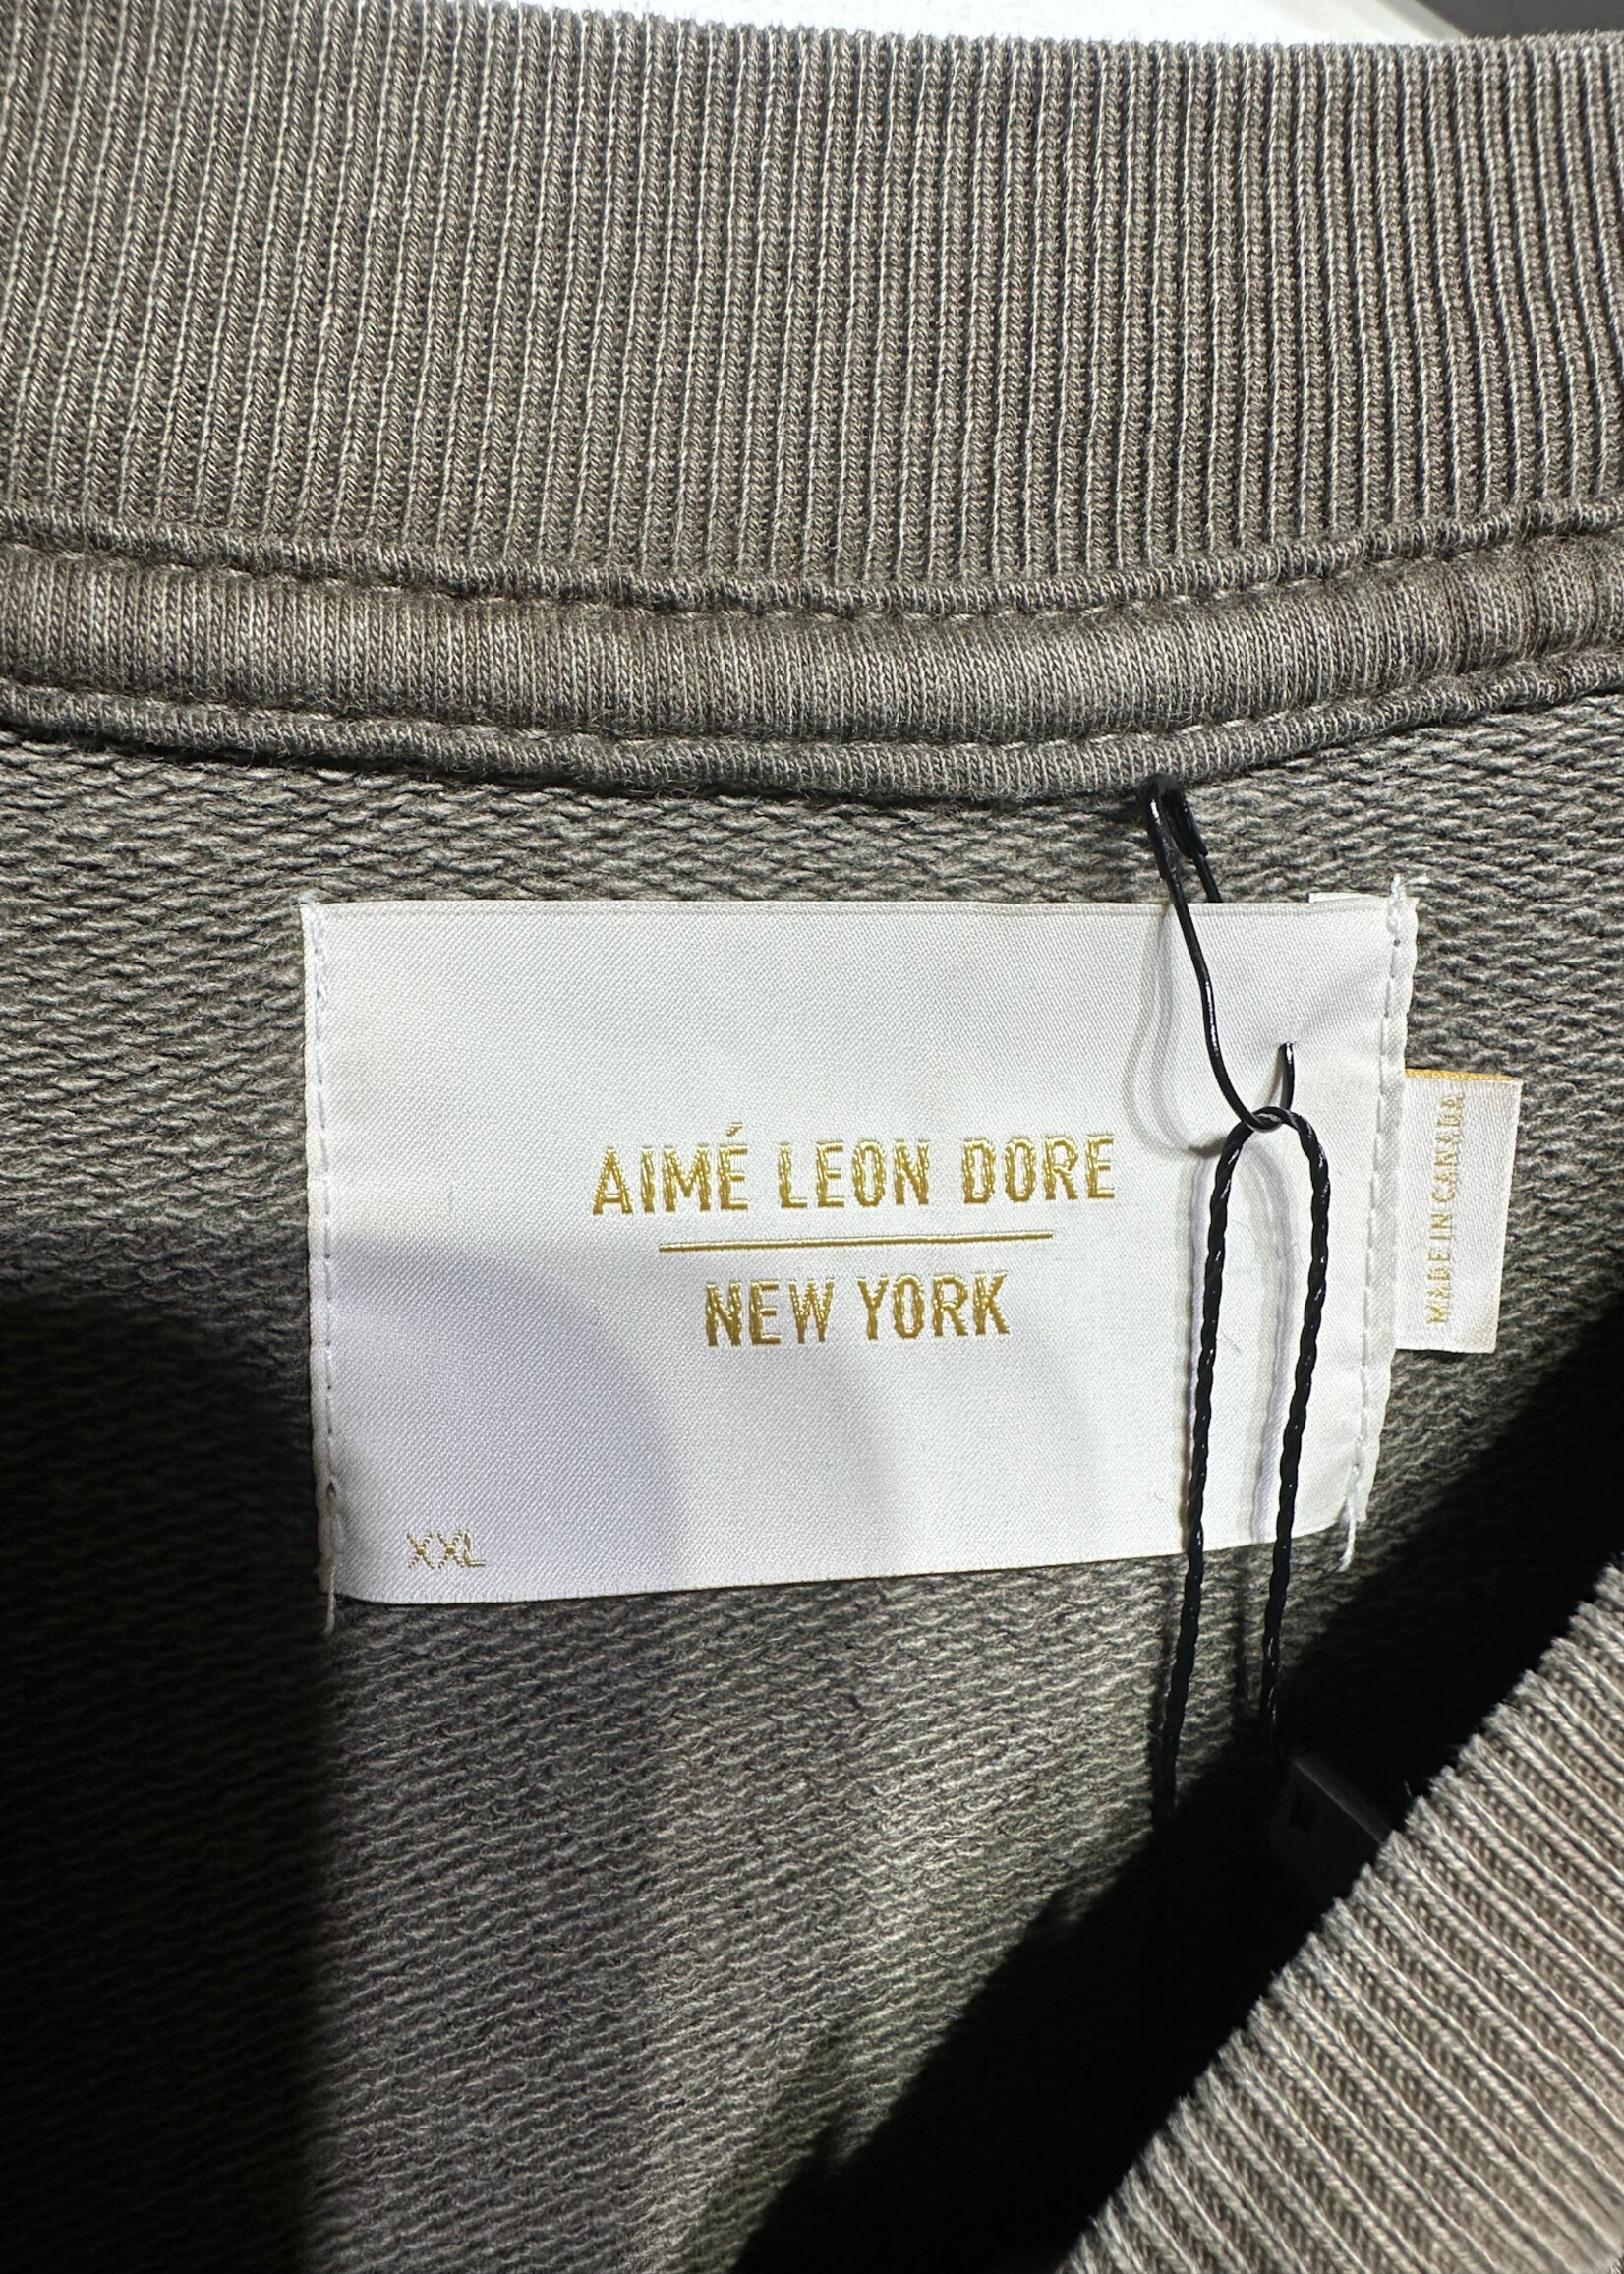 AIMÉ LEON DORE
NEW YORK
XXL
MADE IN CANADA